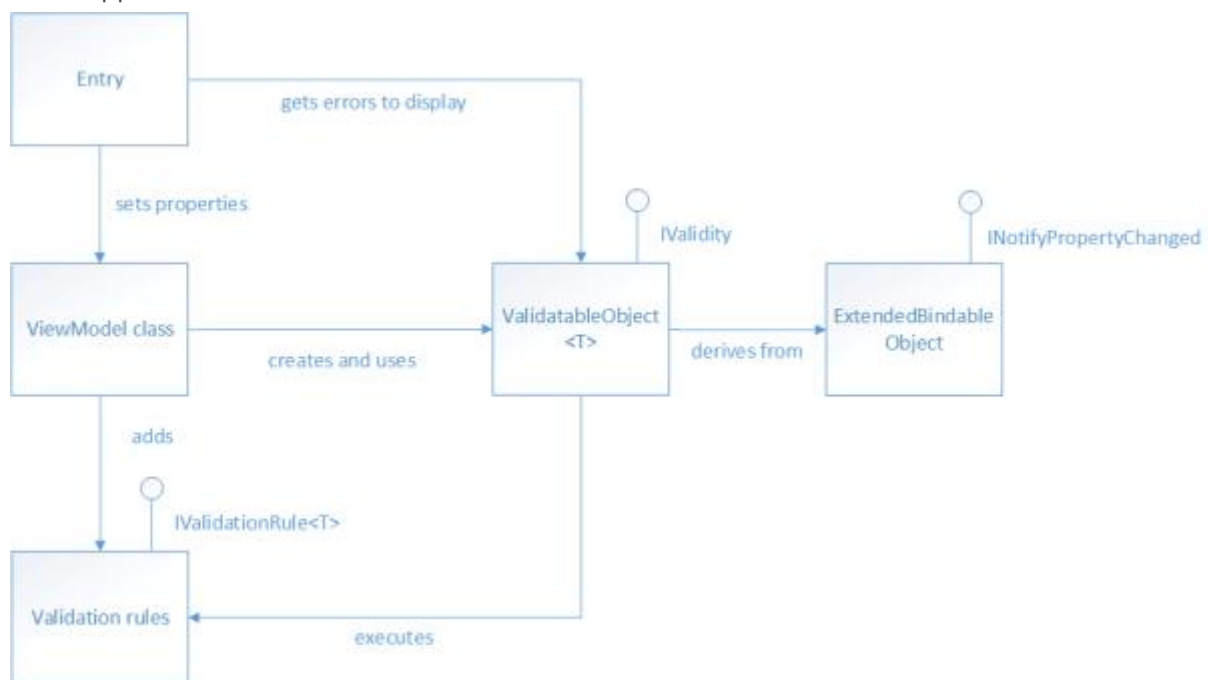 Entry
gets errors to display
sets properties
IValidity
INotifyPropertyChanged
ViewModel class
creates and uses
ValidatableObject
<T>
derives from
ExtendedBindable
Object
adds
IValidationRule<T>
Validation rules
executes